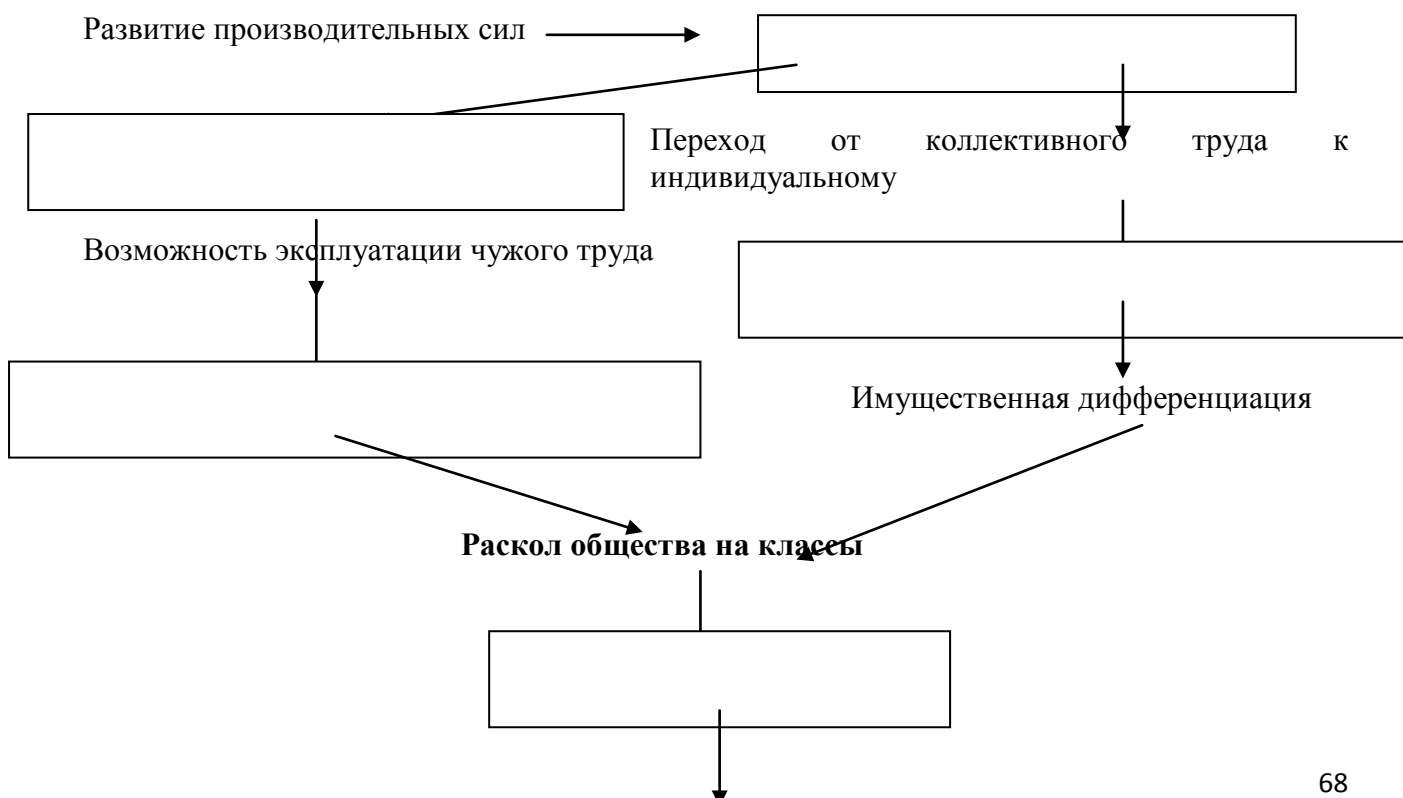 Развитие производительных сил
Переход от коллективного труда к
индивидуальному
Возможность эксплуатации чужого труда
Имущественная дифференциация
Раскол общества на классы
68